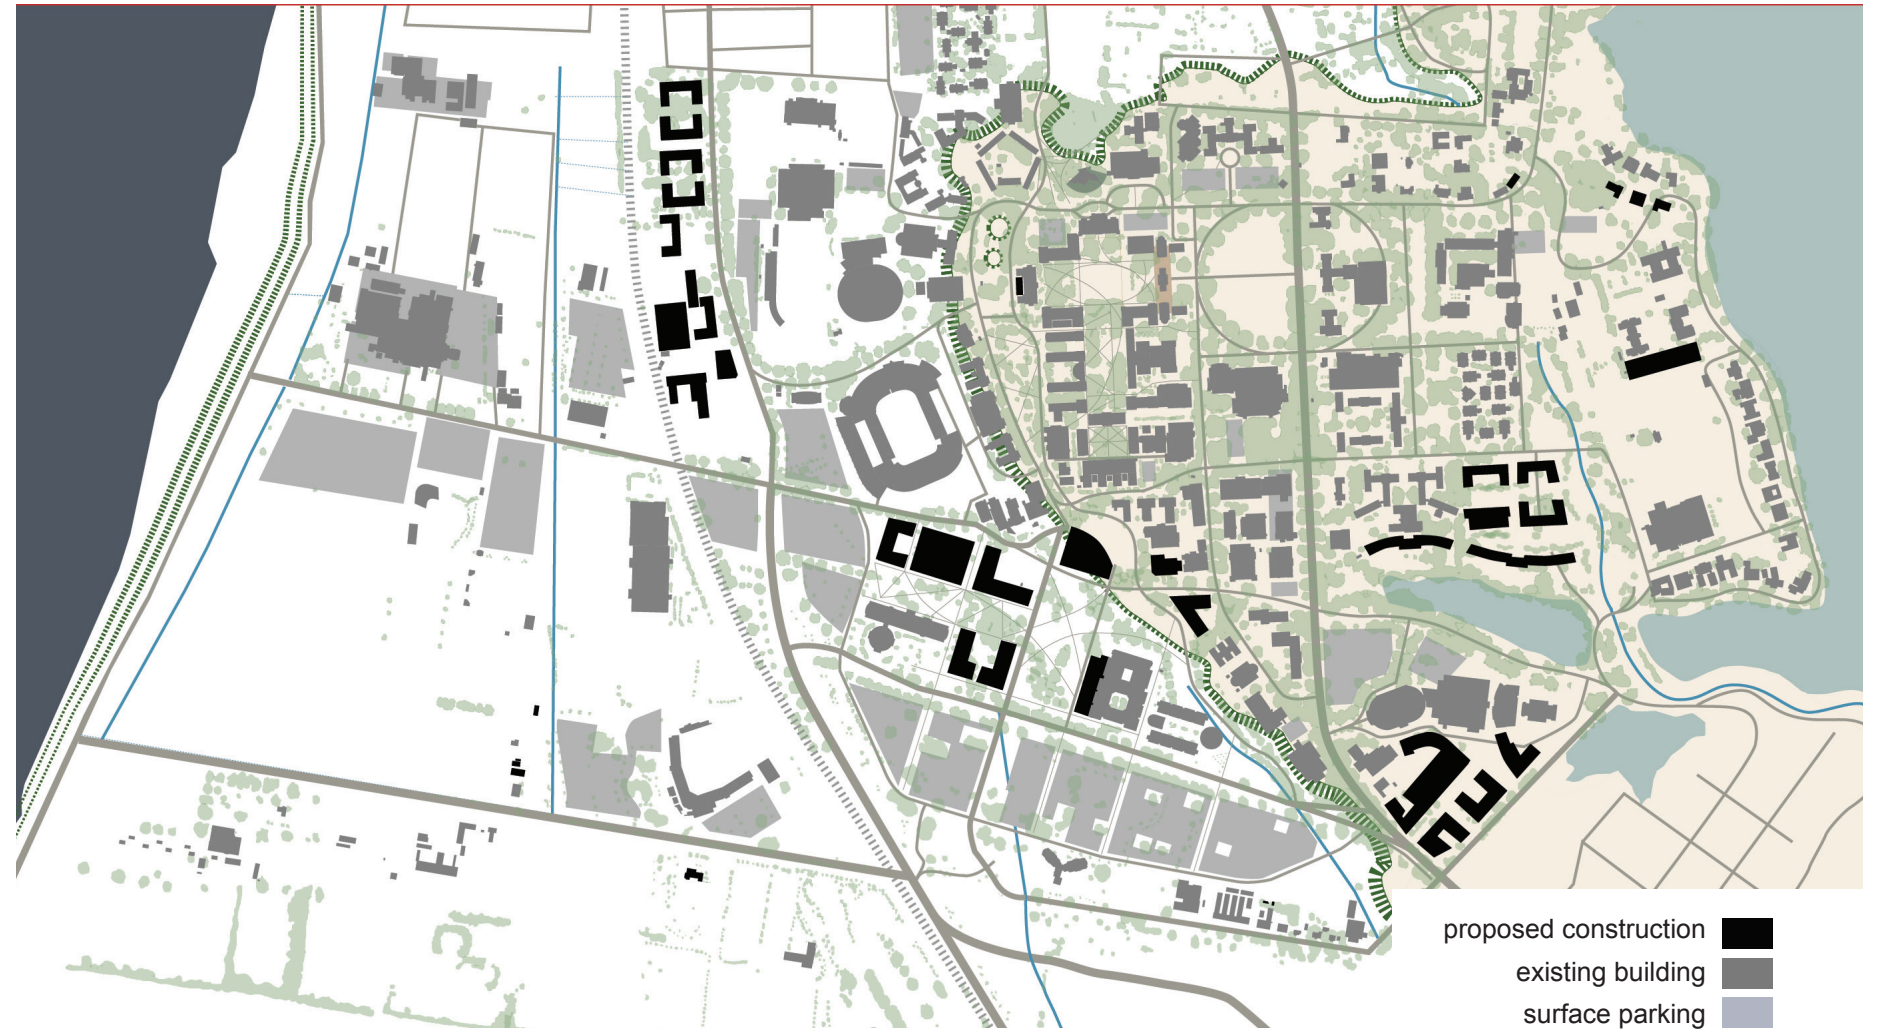 proposed construction
existing building
surface parking